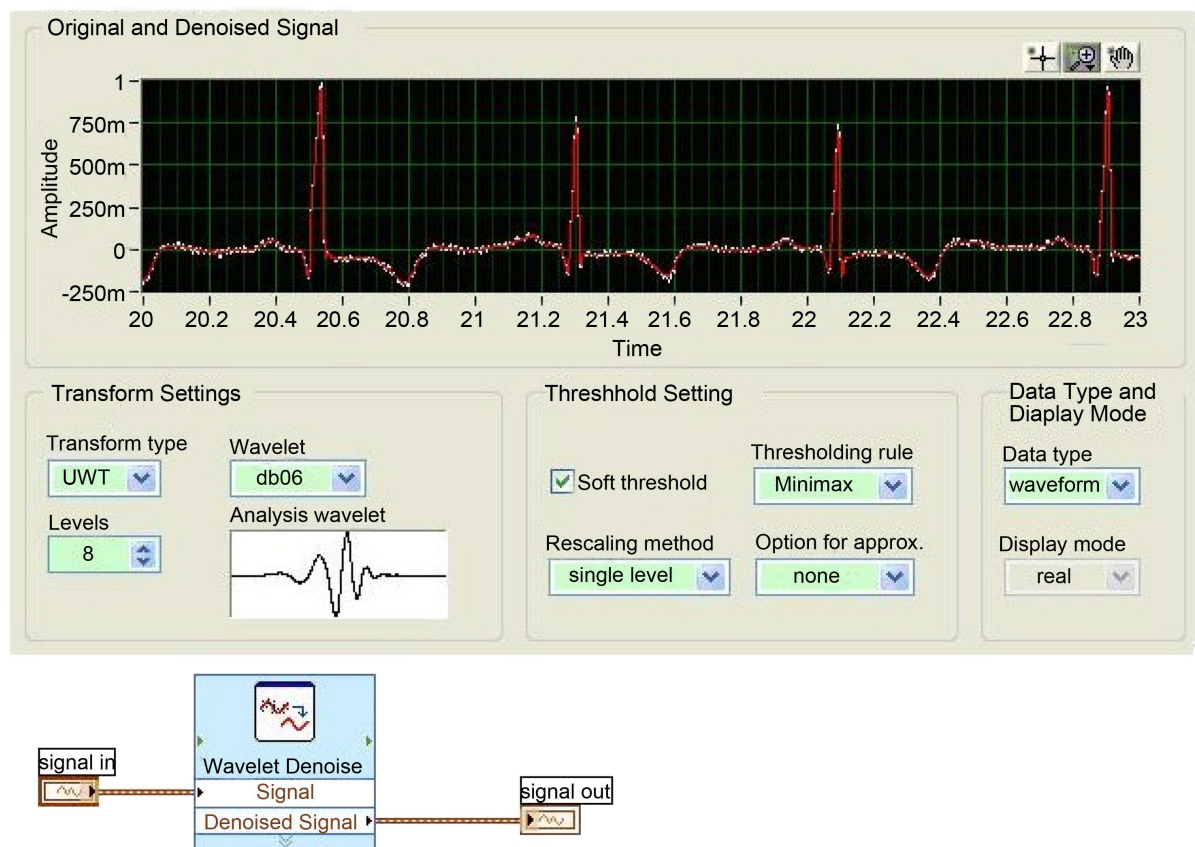 Original and Denoised Signal
1
750m
500m
250m
0
-250m
Amplitude
20 20.2 20.4 20.6 20.8 21 21.2 21.4 21.6 21.8 22 22.2 22.4 22.6 22.8 23
Time
Transform Settings
Transform type
UWT
Wavelet
db06
Levels
8
Analysis wavelet
Threshhold Setting
Soft threshold
Thresholding rule
Minimax
Rescaling method
single level
Option for approx.
none
Data Type and
Diaplay Mode
Data type
waveform
Display mode
real
signal in
Wavelet Denoise
Signal
Denoised Signal
signal out